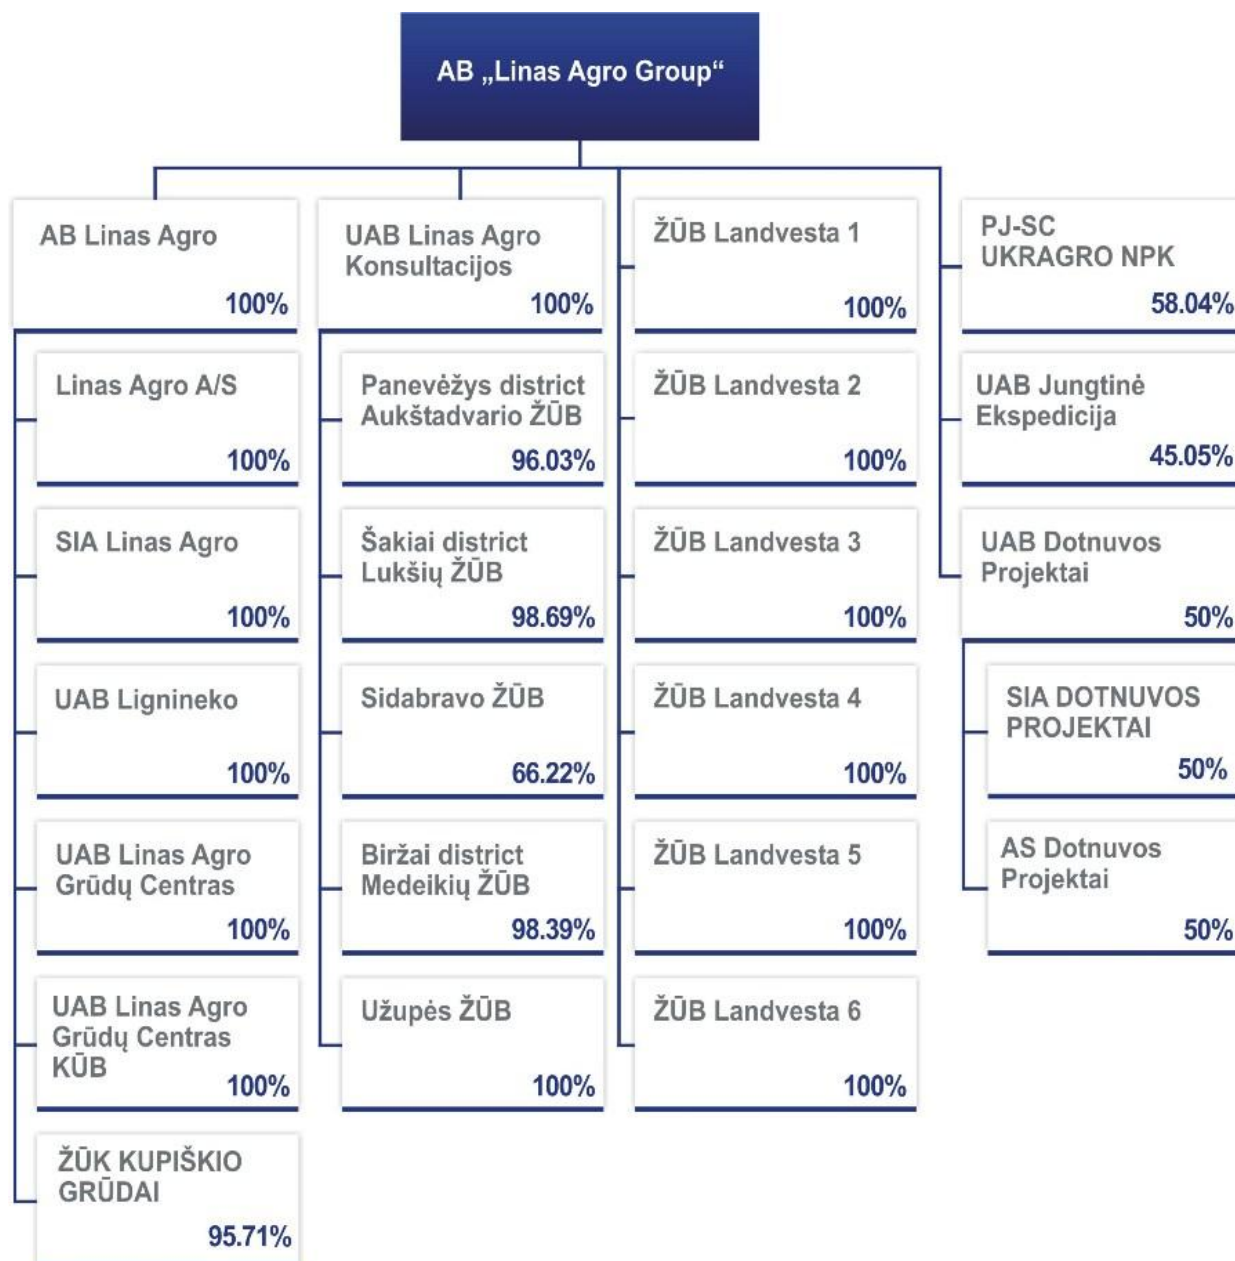 AB „Linas Agro Group“
AB Linas Agro
100%
Linas Agro A/S
100%
SIA Linas Agro
100%
UAB Lignineko
100%
UAB Linas Agro
Grūdų Centras
100%
UAB Linas Agro
Grūdų Centras
KŪB
100%
ŽŪK KUPIŠKIO
GRŪDAI
95.71%
UAB Linas Agro
Konsultacijos
100%
Panevėžys district
Aukštadvario ŽŪB
96.03%
Šakiai district
Lukšių ŽŪB
98.69%
Sidabravo ŽŪB
66.22%
Biržai district
Medeikių ŽŪB
98.39%
Užupės ŽŪB
100%
ŽŪB Landvesta 1
100%
ŽŪB Landvesta 2
100%
ŽŪB Landvesta 3
100%
ŽŪB Landvesta 4
100%
ŽŪB Landvesta 5
100%
ŽŪB Landvesta 6
100%
PJ-SC
UKRAGRO NPK
58.04%
UAB Jungtinė
Ekspedicija
45.05%
UAB Dotnuvos
Projektai
50%
SIA DOTNUVOS
PROJEKTAI
50%
AS Dotnuvos
Projektai
50%